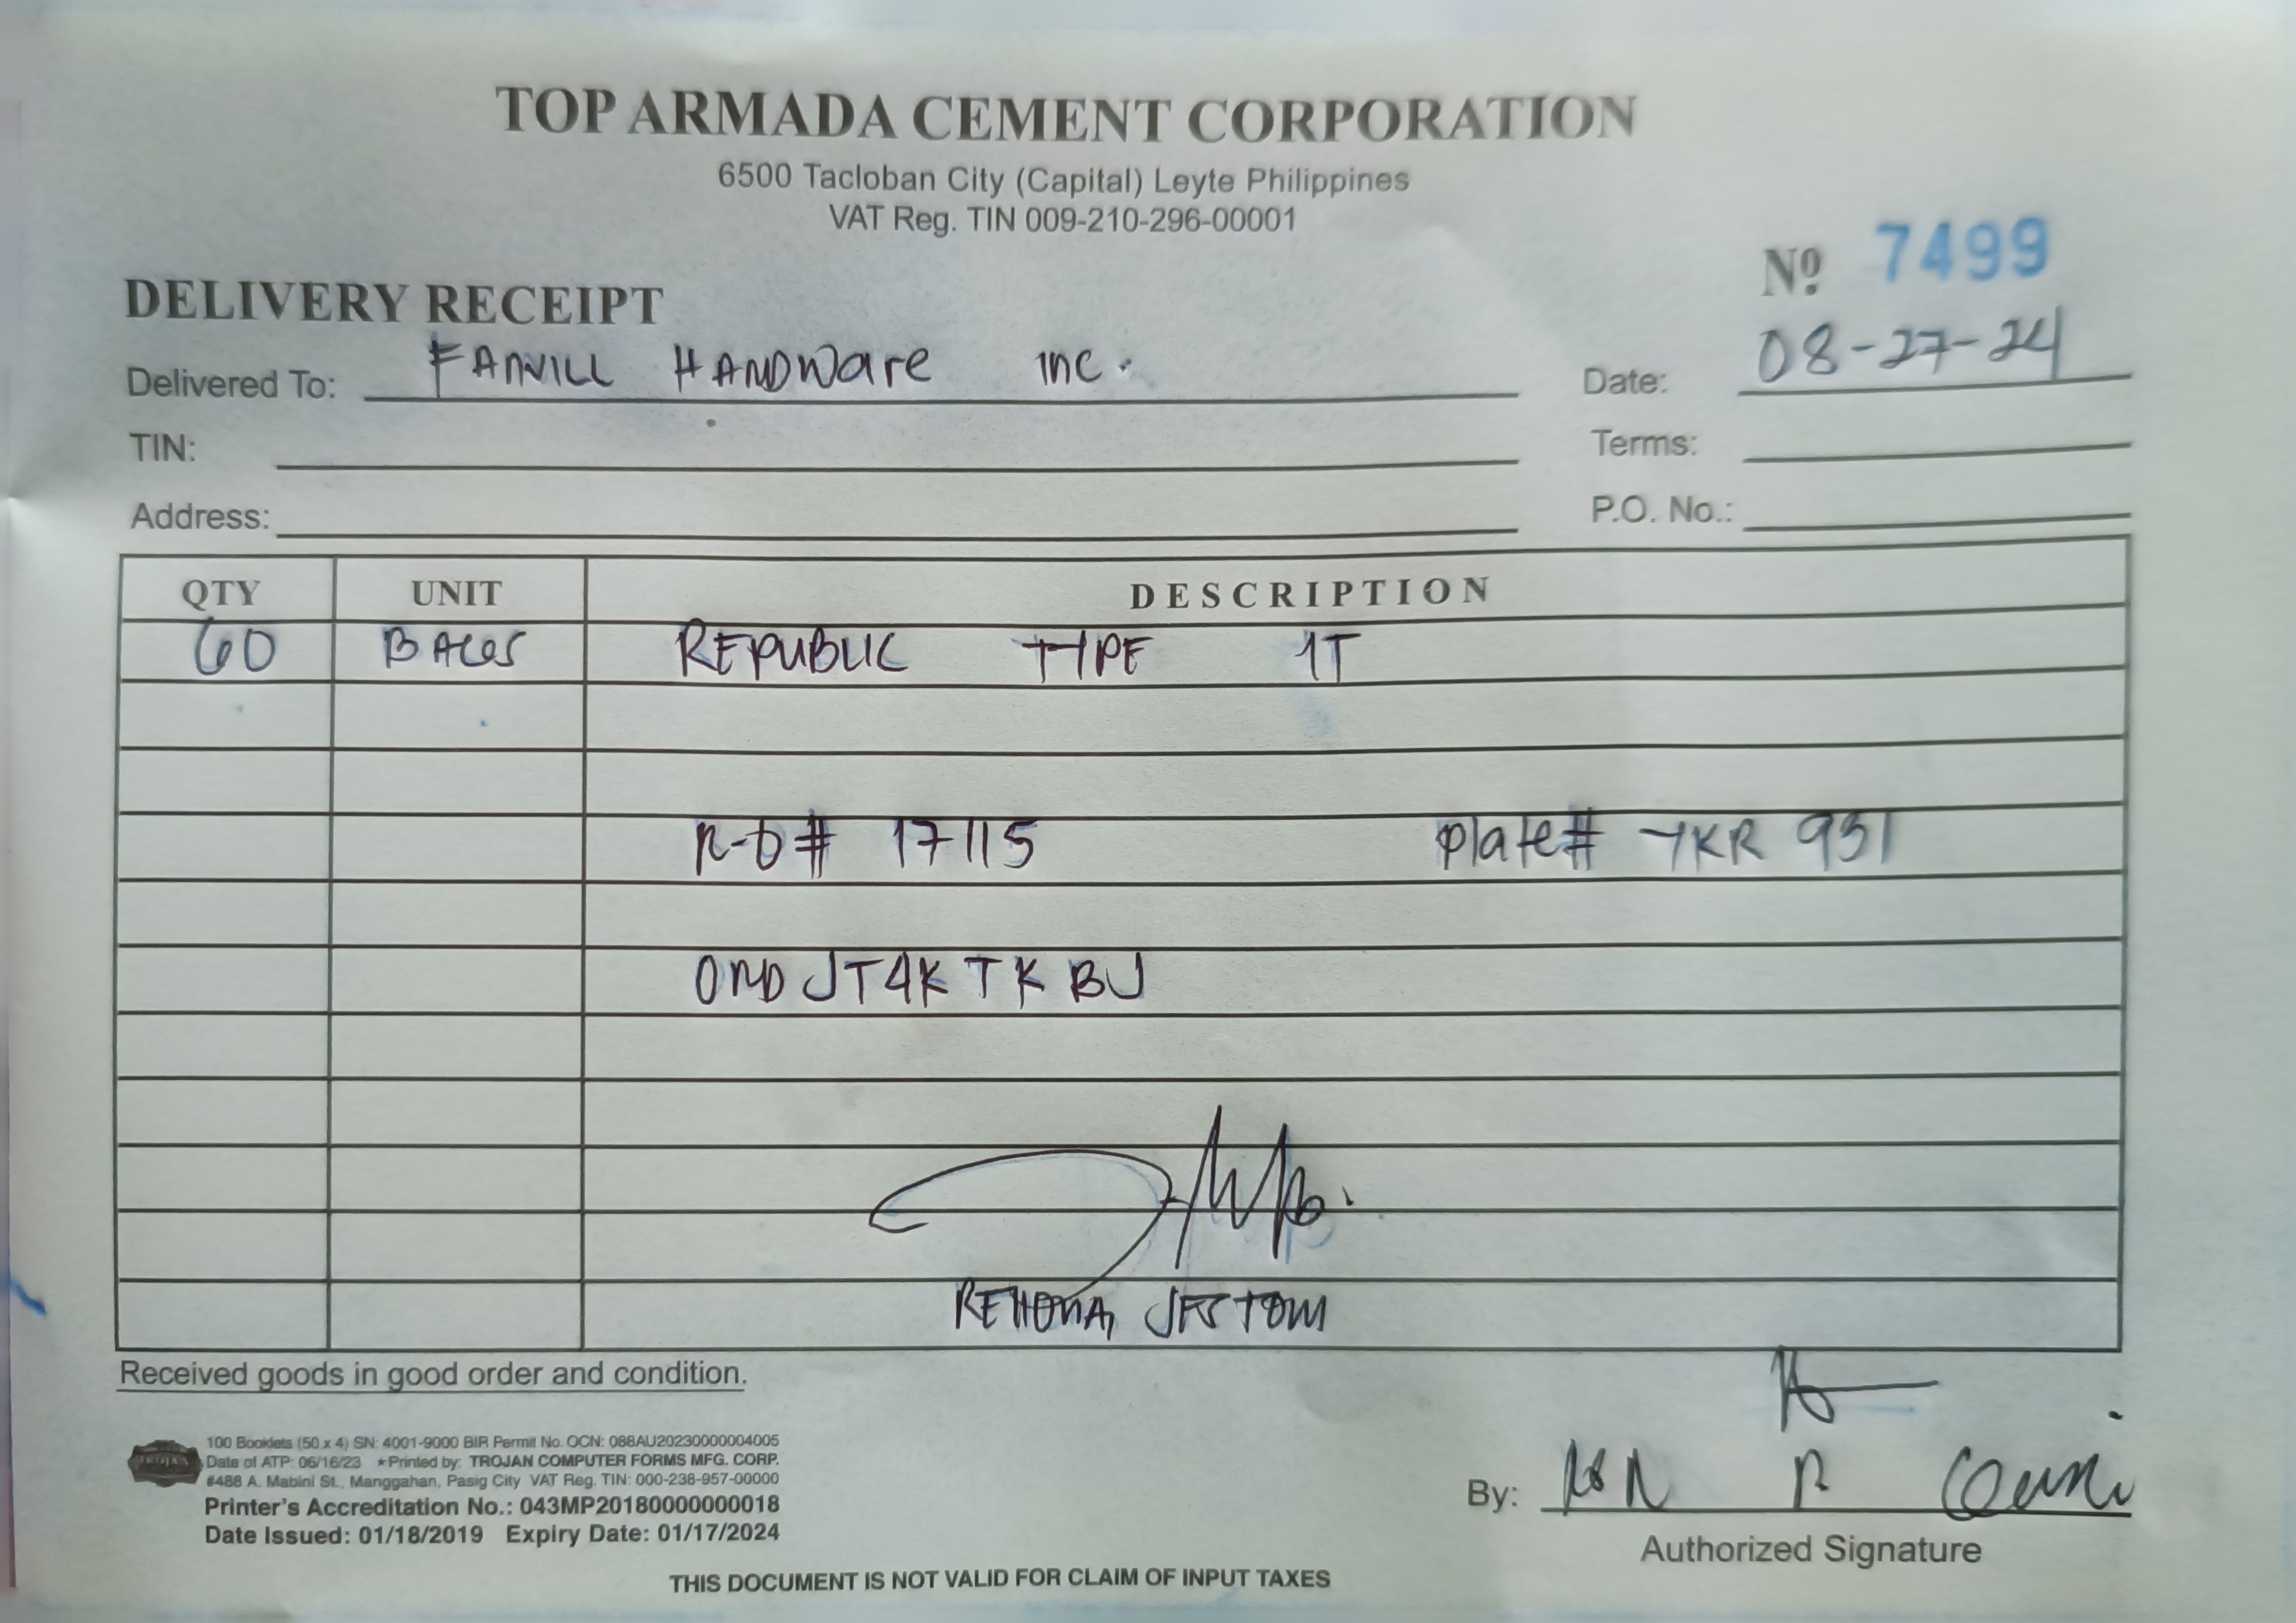 TOP ARMADA CEMENT CORPORATION
6500 Tacloban City (Capital) Leyte Philippines
VAT Reg. TIN 009-210-296-00001
Nº 7499
DELIVERY RECEIPT
Delivered To: FANVILL HANDWare INC.
Date: 08-27-24
TIN:
Terms:
Address:
P.O. No.:
QTY UNIT DESCRIPTION
60 BAGS REPUBLIC TYPE 1T
R-D# 17115 Plate# YKR 931
JT4KTKBJ
Received goods in good order and condition.
TROJAN
100 Booklets (50 x 4) SN: 4001-9000 BIR Permit No. OCN: 088AU20230000004005
Date of ATP: 06/16/23 ★Printed by: TROJAN COMPUTER FORMS MFG. CORP.
#488 A. Mabini St., Manggahan, Pasig City VAT Reg. TIN: 000-238-957-00000
Printer's Accreditation No.: 043MP20180000000018
Date Issued: 01/18/2019 Expiry Date: 01/17/2024
By:
Authorized Signature
THIS DOCUMENT IS NOT VALID FOR CLAIM OF INPUT TAXES